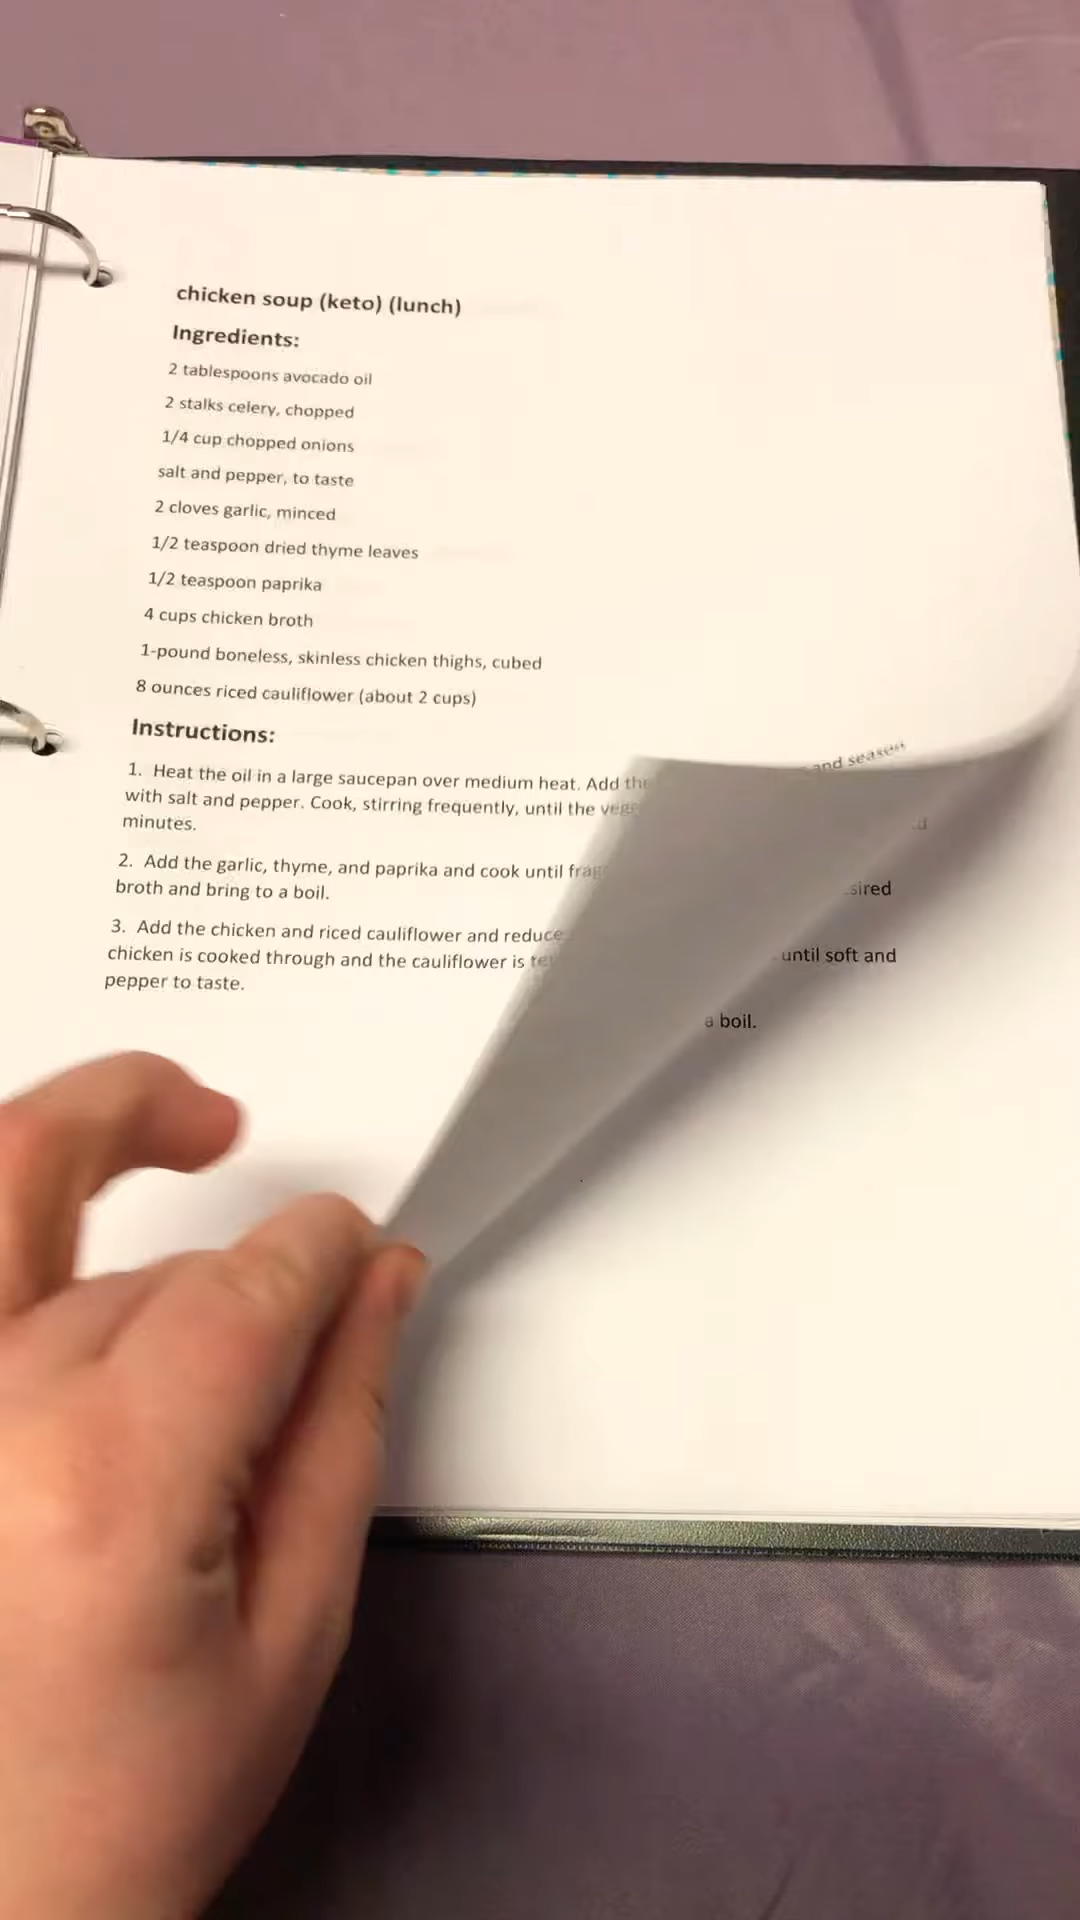 chicken soup (keto) (lunch)
Ingredients:
2 tablespoons avocado oil
2 stalks celery, chopped
1/4 cup chopped onions
salt and pepper, to taste
2 cloves garlic, minced
1/2 teaspoon dried thyme leaves
1/2 teaspoon paprika
4 cups chicken broth
1-pound boneless, skinless chicken thighs, cubed
8 ounces riced cauliflower (about 2 cups)
Instructions:
1. Heat the oil in a large saucepan over medium heat. Add the and season
with salt and pepper. Cook, stirring frequently, until the
minutes.
2. Add the garlic, thyme, and paprika and cook until
broth and bring to a boil.
3. Add the chicken and riced cauliflower and reduce
chicken is cooked through and the cauliflower is
pepper to taste.
until soft and
a boil.